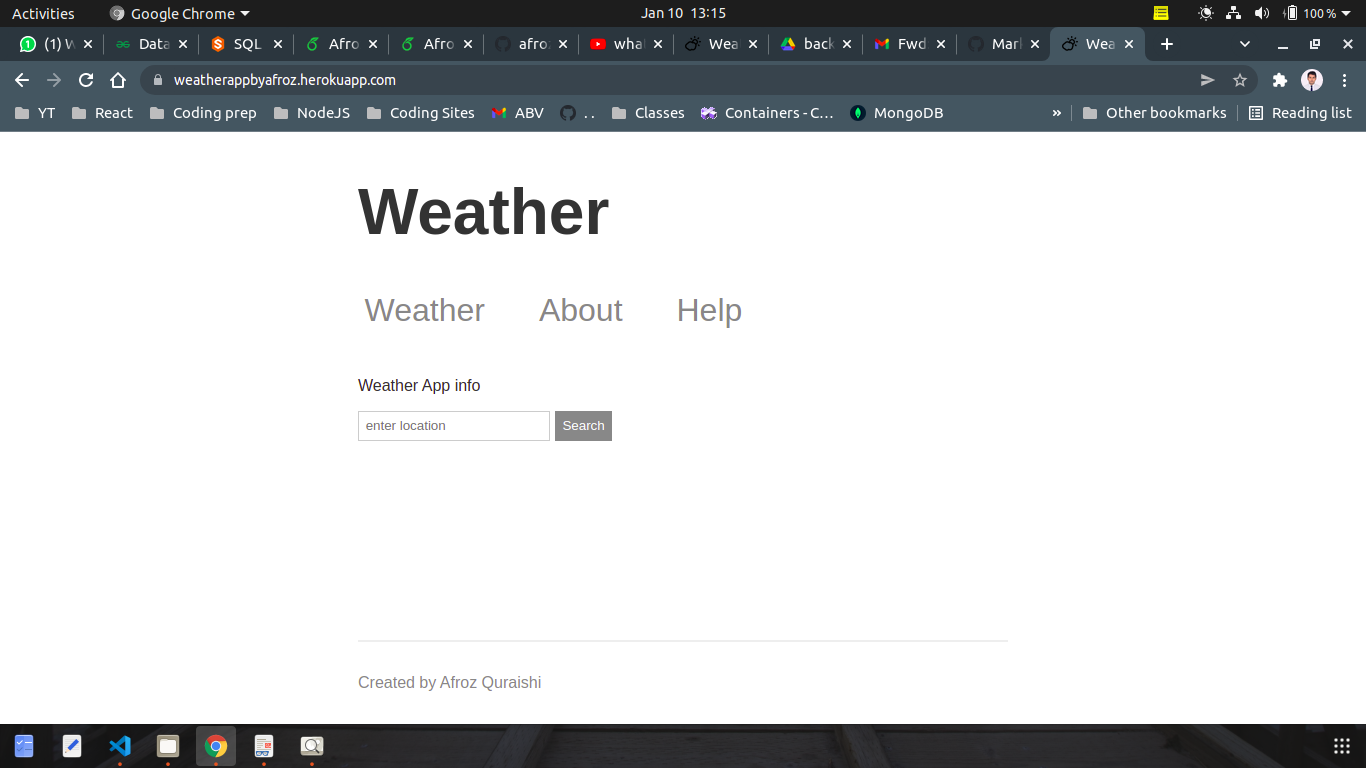 Activities Google Chrome Jan 10 13:15 100 %
(1) W Data SQL Afro Afro afro wha Wea back Fwd Mark Wea
weatherappbyafroz.herokuapp.com
YT React Coding prep NodeJS Coding Sites ABV . . Classes Containers - C… MongoDB » Other bookmarks Reading list
Weather
Weather About Help
Weather App info
enter location Search
Created by Afroz Quraishi